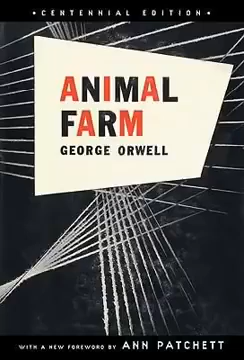 • CENTENNIAL EDITION •
ANIMAL
FARM
GEORGE ORWELL
WITH A NEW FOREWORD BY ANN PATCHETT